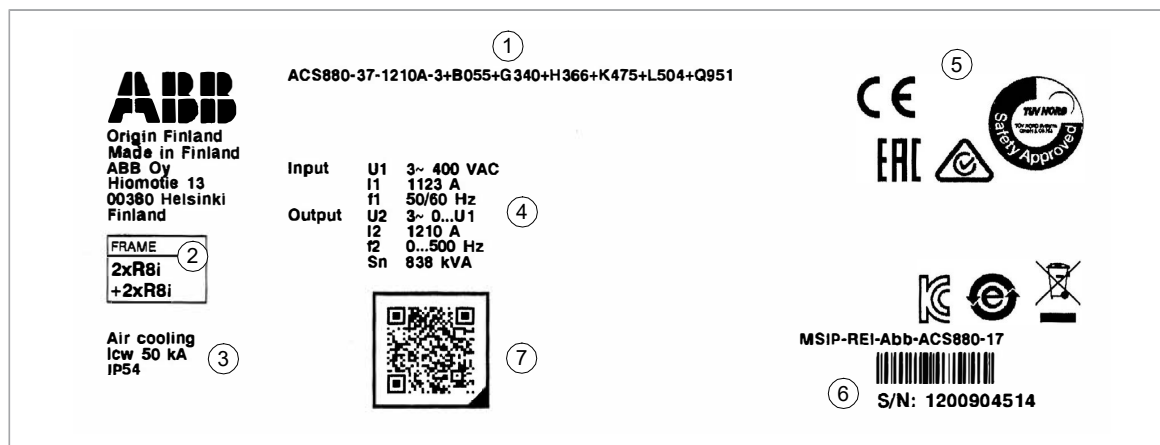 1
ACS880-37-1210A-3+B055+G340+H366+K475+L504+Q951
5
ABB
Origin Finland
Made in Finland
ABB Oy
Hiomotie 13
00380 Helsinki
Finland
FRAME
2
2xR8i
+2xR8i
Air cooling
Icw 50 kA
IP54
3
Input U1 3~ 400 VAC
I1 1123 A
f1 50/60 Hz
Output U2 3~ 0...U1
I2 1210 A
f2 0...500 Hz
Sn 838 kVA
4
7
CE
TÜV NORD
Safety Approved
EAC
KC
e
MSIP-REI-Abb-ACS880-17
6
S/N: 1200904514